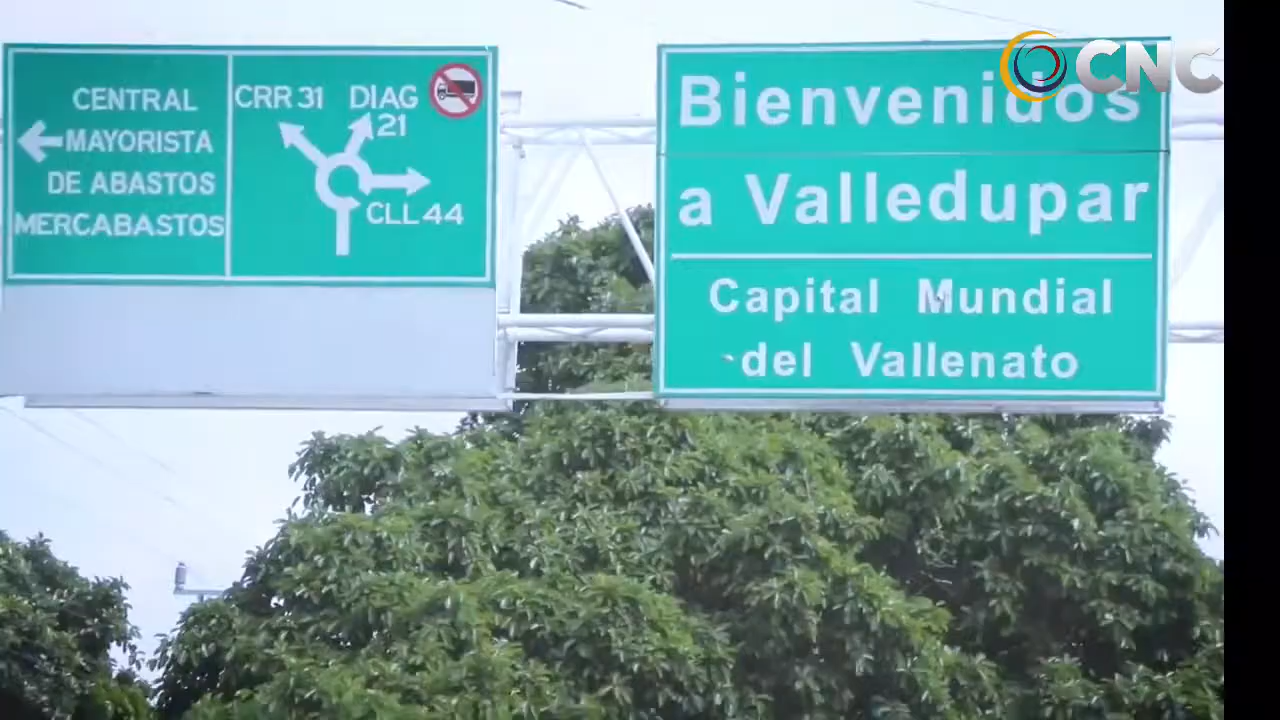 CENTRAL
MAYORISTA
DE ABASTOS
MERCABASTOS
CRR 31
DIAG
21
CLL 44
Bienvenidos
a Valledupar
Capital Mundial
del Vallenato
CNC